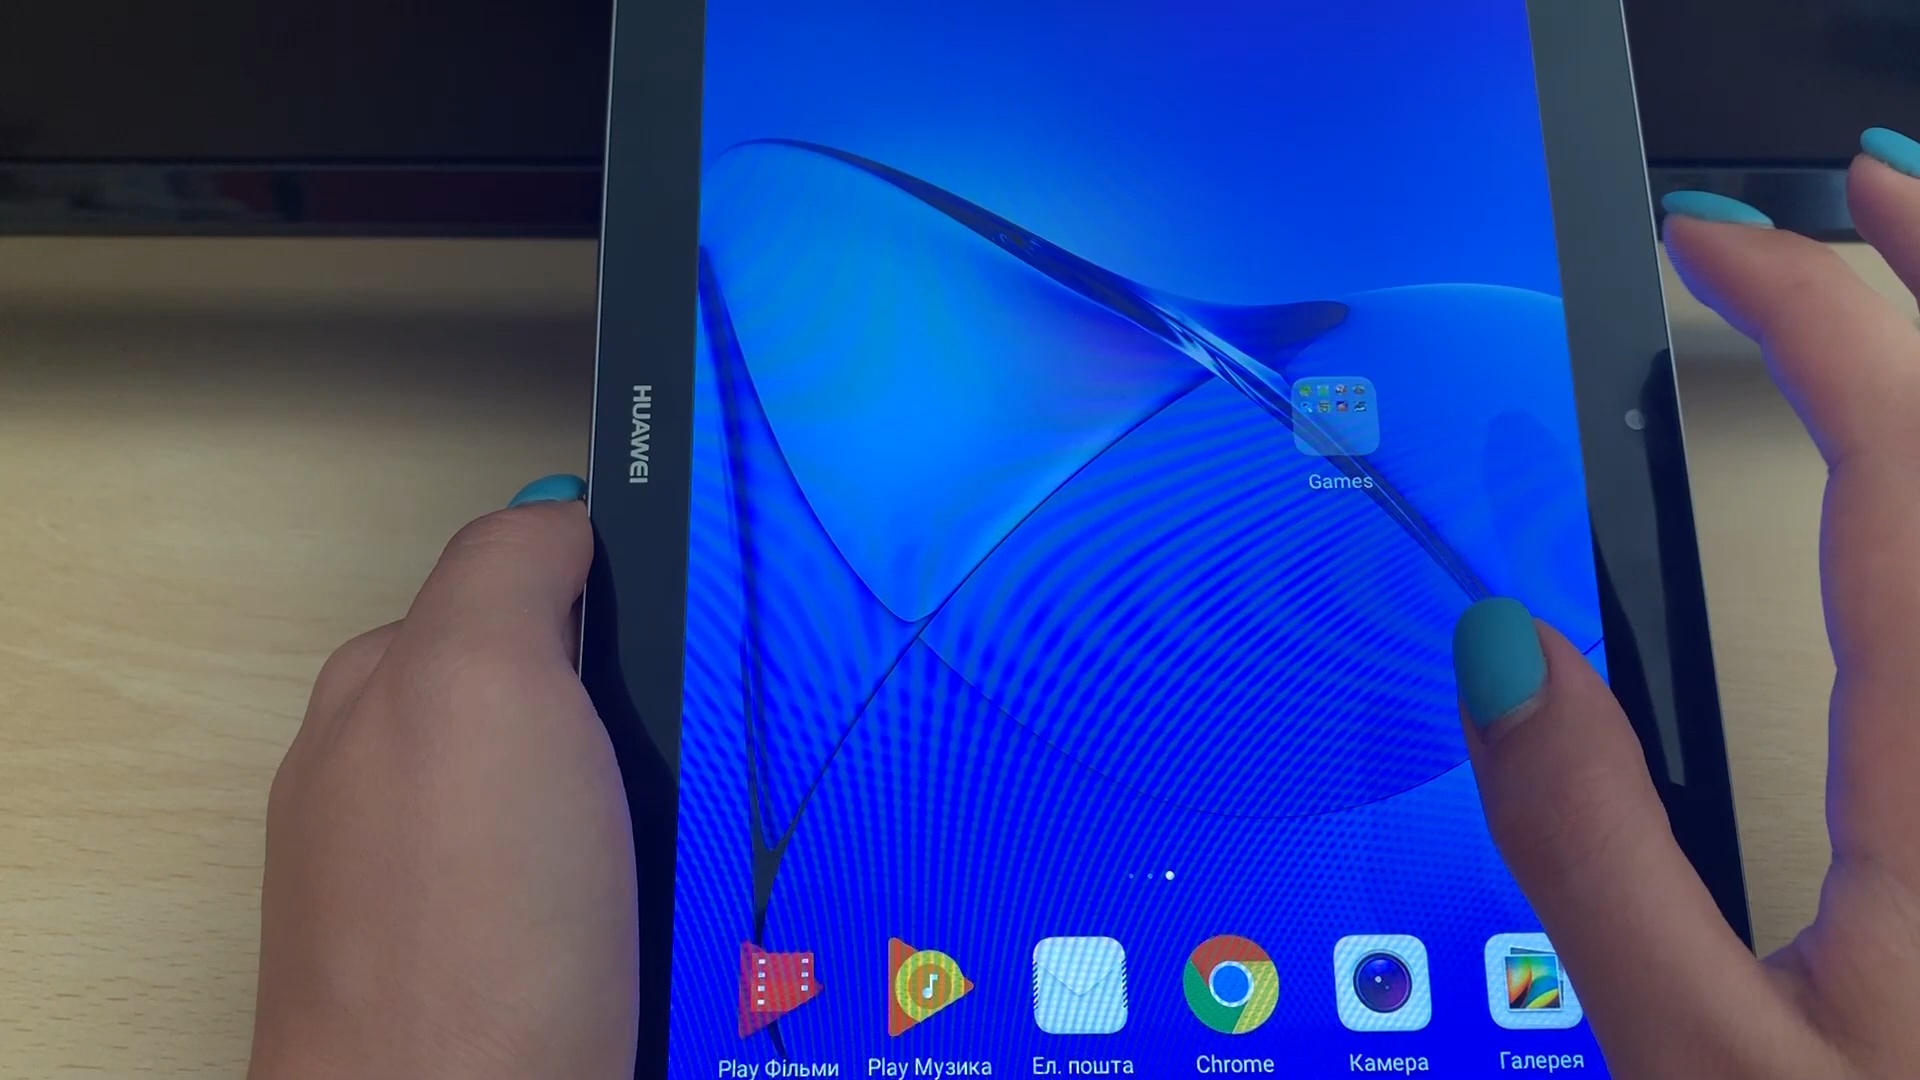 HUAWEI
Games
Play Фільми
Play Музика
Ел. пошта
Chrome
Камера
Галерея